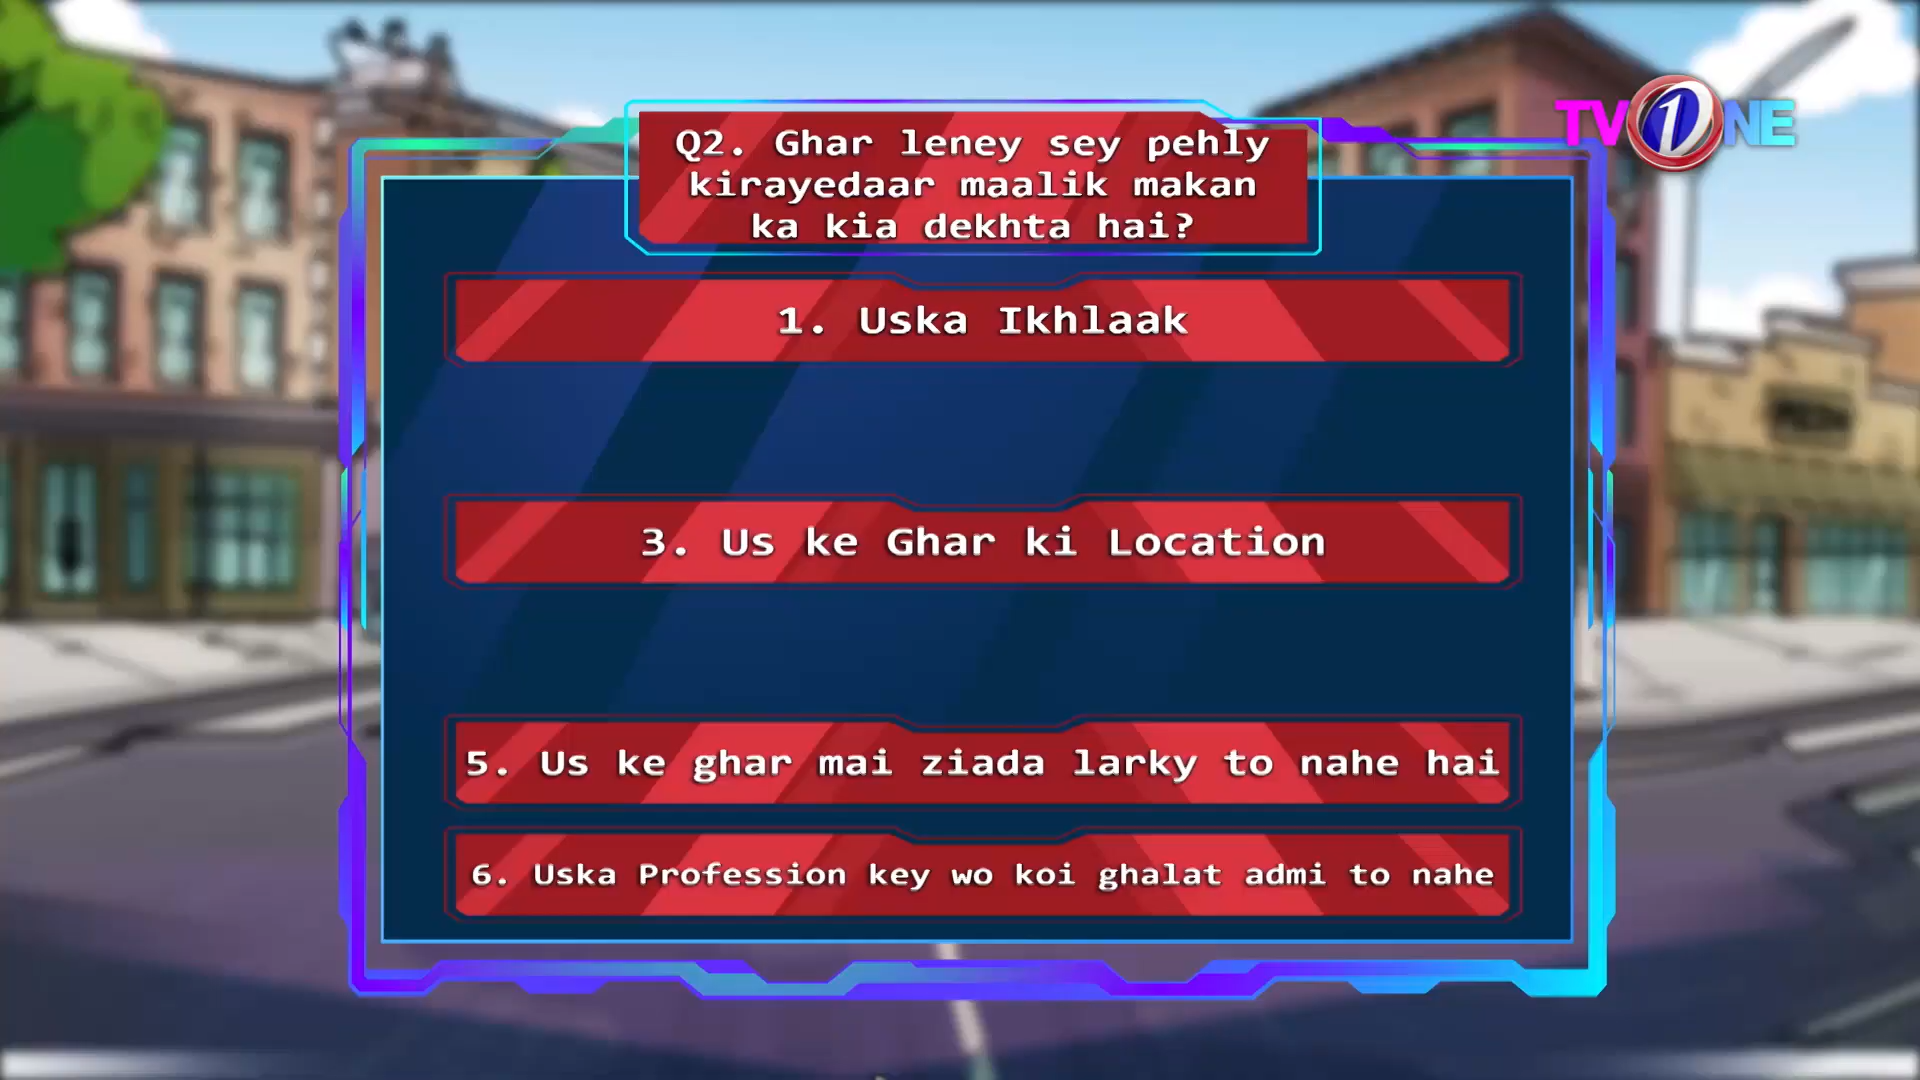 TV1NE
Q2. Ghar leney sey pehly
kirayedaar maalik makan
ka kia dekhta hai?
1. Uska Ikhlaak
3. Us ke Ghar ki Location
5. Us ke ghar mai ziada larky to nahe hai
6. Uska Profession key wo koi ghalat admi to nahe